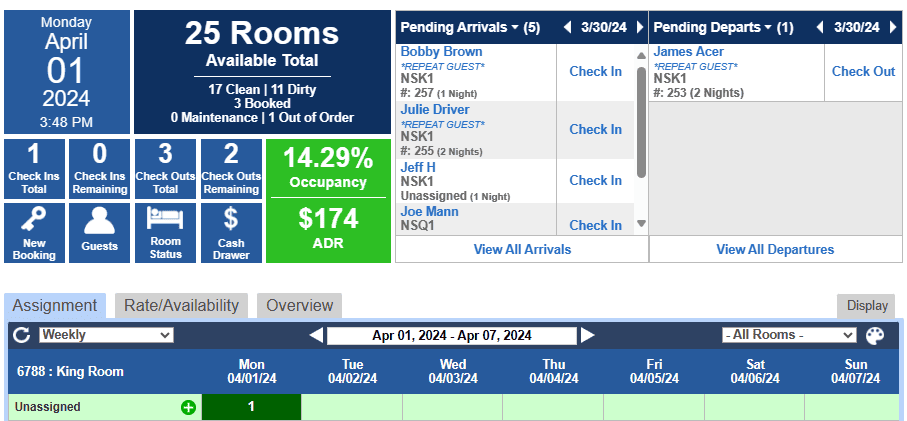 Monday
April
01
2024
3:48 PM
25 Rooms
Available Total
17 Clean | 11 Dirty
3 Booked
0 Maintenance | 1 Out of Order
1
Check Ins
Total
0
Check Ins
Remaining
3
Check Outs
Total
2
Check Outs
Remaining
14.29%
Occupancy
$174
ADR
New
Booking
Guests
Room
Status
$
Cash
Drawer
Pending Arrivals (5)
3/30/24
Bobby Brown
*REPEAT GUEST*
NSK1
#: 257 (1 Night)
Check In
Julie Driver
*REPEAT GUEST*
NSK1
#: 255 (2 Nights)
Check In
Jeff H
NSK1
Unassigned (1 Night)
Check In
Joe Mann
NSQ1
Check In
View All Arrivals
Pending Departs (1)
3/30/24
James Acer
*REPEAT GUEST*
NSK1
#: 253 (2 Nights)
Check Out
View All Departures
Assignment
Rate/Availability
Overview
Display
Weekly
Apr 01, 2024 - Apr 07, 2024
- All Rooms -
6788 : King Room
Mon
04/01/24
Tue
04/02/24
Wed
04/03/24
Thu
04/04/24
Fri
04/05/24
Sat
04/06/24
Sun
04/07/24
Unassigned
1